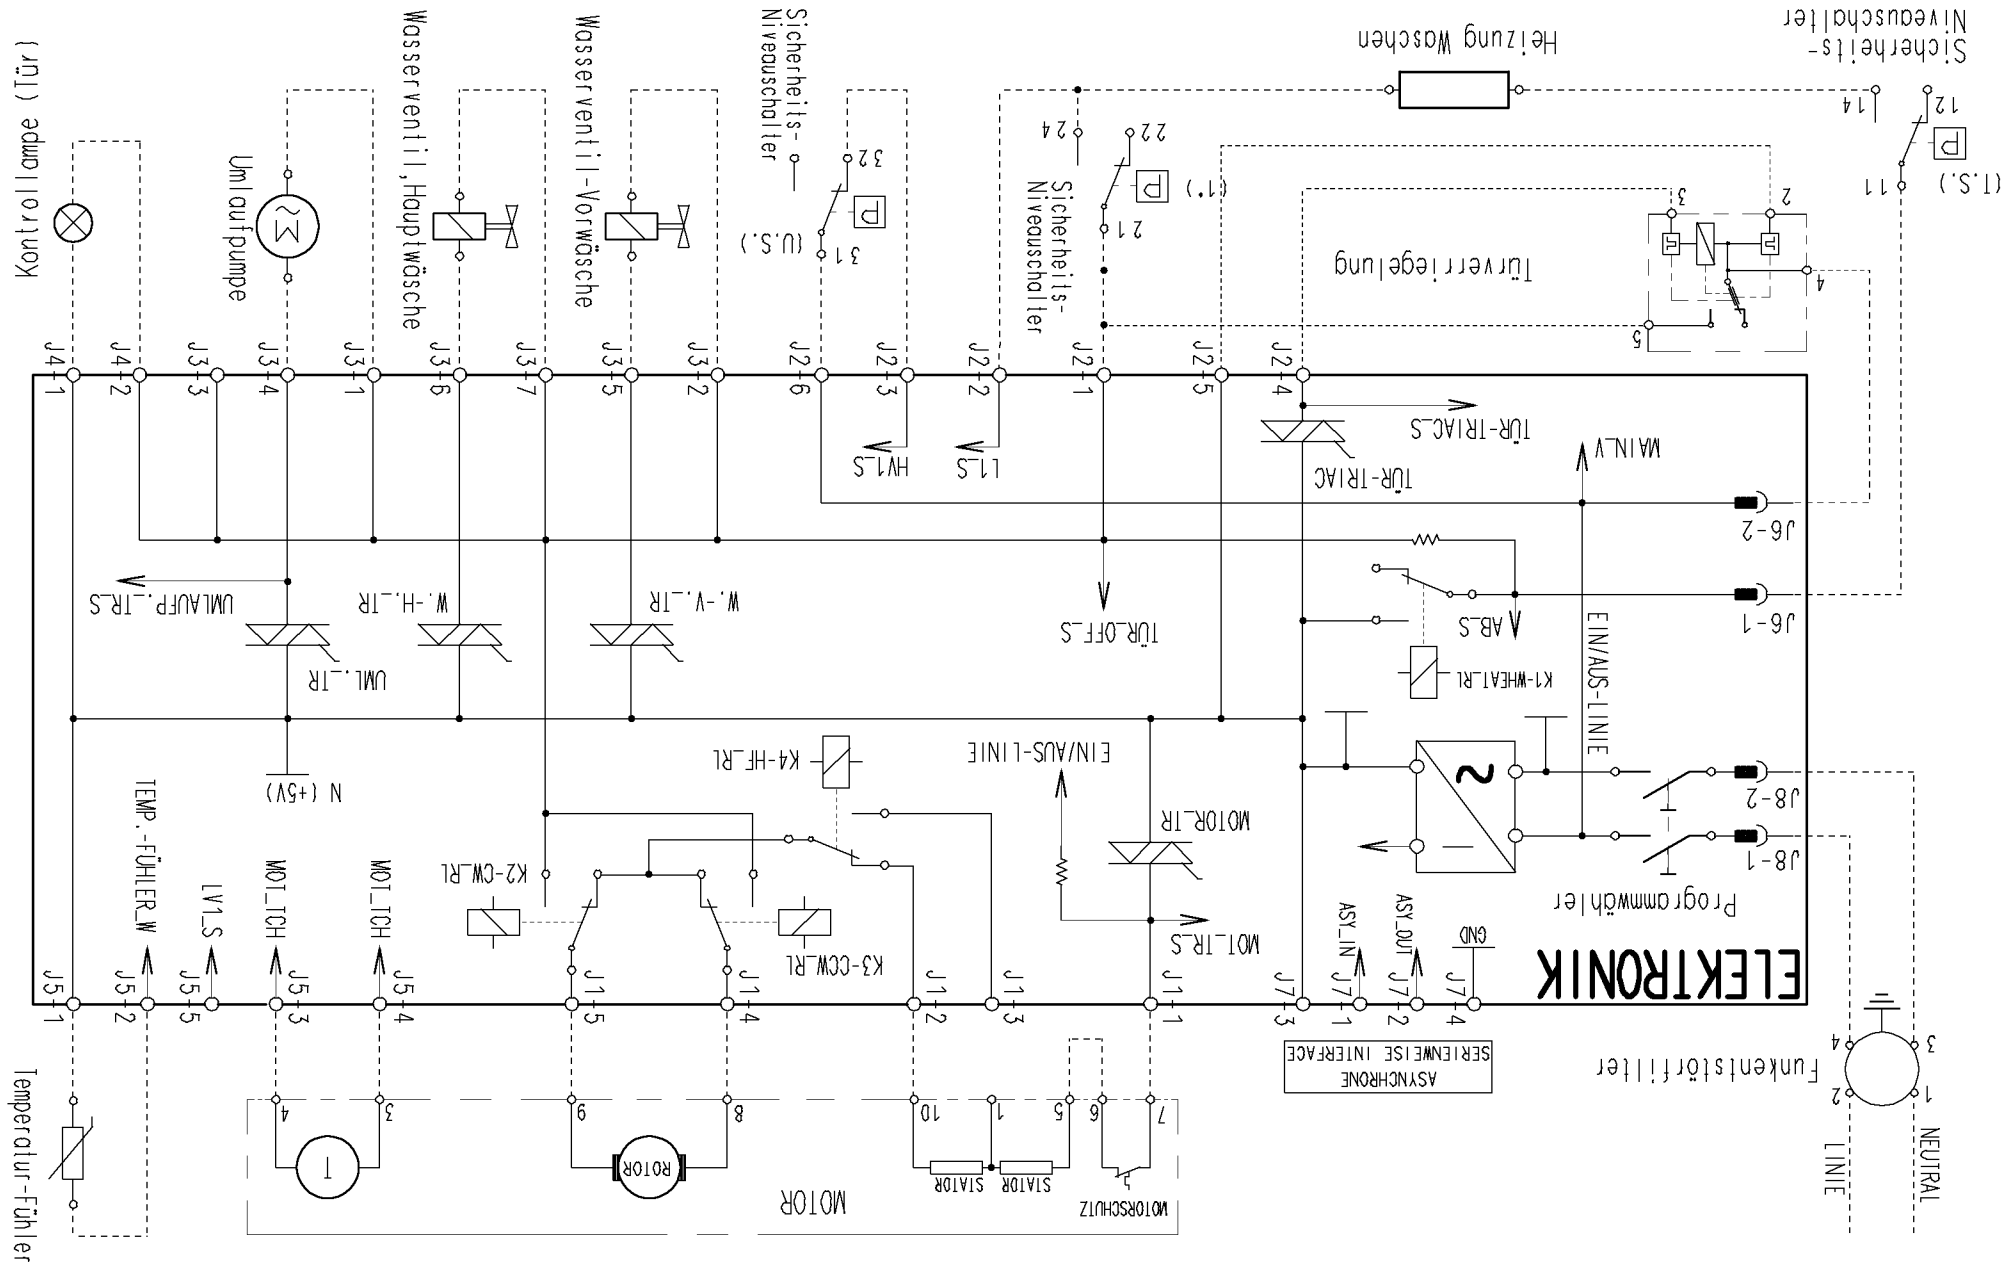 Kontrollampe (Tür)
Umlaufpumpe
Wasserventil,Hauptwäsche
Wasserventil-Vorwäsche
Sicherheits-
Niveauschalter
32
31
(U.S.)
P
Sicherheits-
Niveauschalter
24
22
21
(1°)
P
Heizung Waschen
Sicherheits-
Niveauschalter
14
12
11
(T.S.)
P
Türverriegelung
3
2
4
5
J4-1
J4-2
J3-3
J3-4
J3-1
J3-6
J3-7
J3-5
J3-2
J2-6
J2-3
J2-2
J2-1
J2-5
J2-4
HV1_S
L1_S
TÜR-TRIAC_S
TÜR-TRIAC
MAIN_V
J6-2
J6-1
UMLAUFP._TR_S
UML._TR
W.-H._TR
W.-V._TR
TÜR_OFF_S
AB_S
K1-WHEAT_RL
EIN/AUS-LINIE
N (+5V)
K4-HF_RL
EIN/AUS-LINIE
MOTOR_TR
MOT_TR_S
K2-CW_RL
K3-CCW_RL
TEMP.-FÜHLER_W
LV1_S
MOT_TCH
MOT_TCH
J8-2
J8-1
Programmwähler
ASY_IN
ASY_OUT
GND
ELEKTRONIK
J5-1
J5-2
J5-5
J5-3
J5-4
J1-5
J1-4
J1-2
J1-3
J1-1
J7-3
J7-1
J7-2
J7-4
ASYNCHRONE
SERIENWEISE INTERFACE
Funkentstörfilter
4
3
2
1
LINIE
NEUTRAL
Temperatur-Fühler
4
3
9
8
10
1
5
6
7
T
ROTOR
STATOR
STATOR
MOTORSCHUTZ
MOTOR